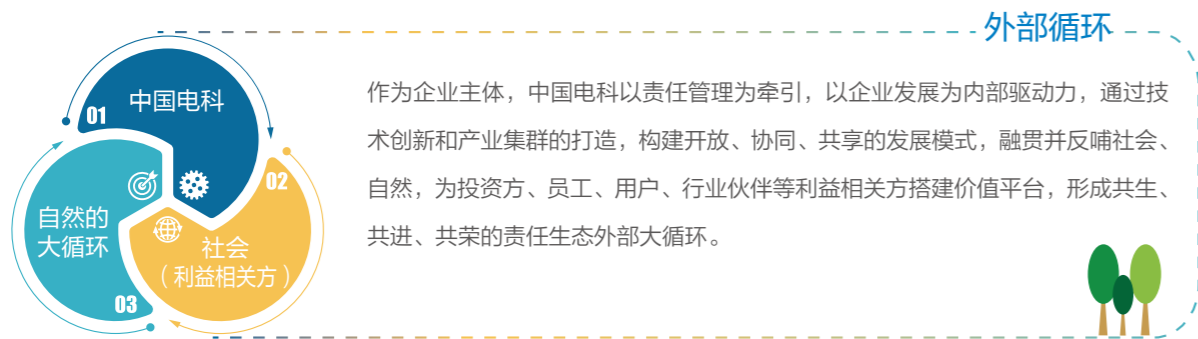 外部循环
01
中国电科
02
社会
（利益相关方）
03
自然的
大循环
作为企业主体，中国电科以责任管理为牵引，以企业发展为内部驱动力，通过技
术创新和产业集群的打造，构建开放、协同、共享的发展模式，融贯并反哺社会、
自然，为投资方、员工、用户、行业伙伴等利益相关方搭建价值平台，形成共生、
共进、共荣的责任生态外部大循环。